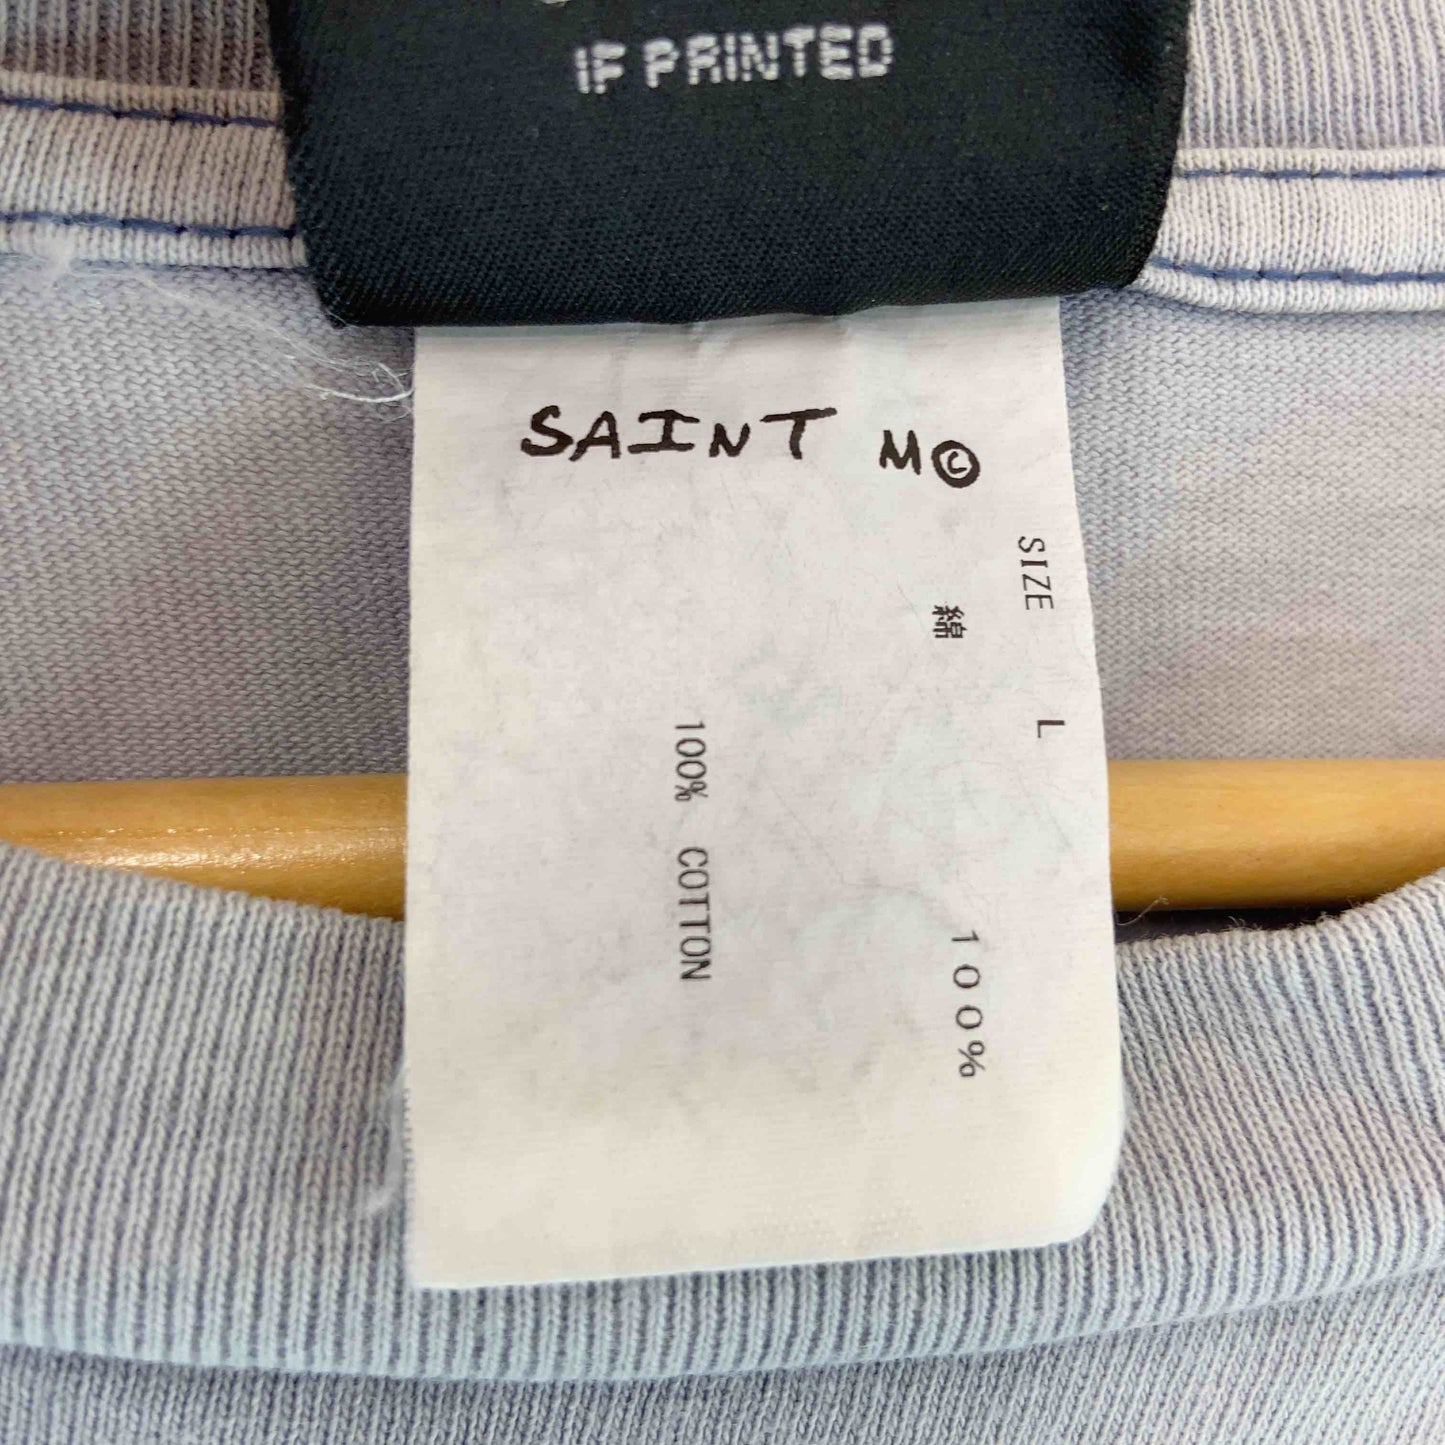 IF PRINTED
SAINT M©
SIZE L
綿 100%
100% COTTON